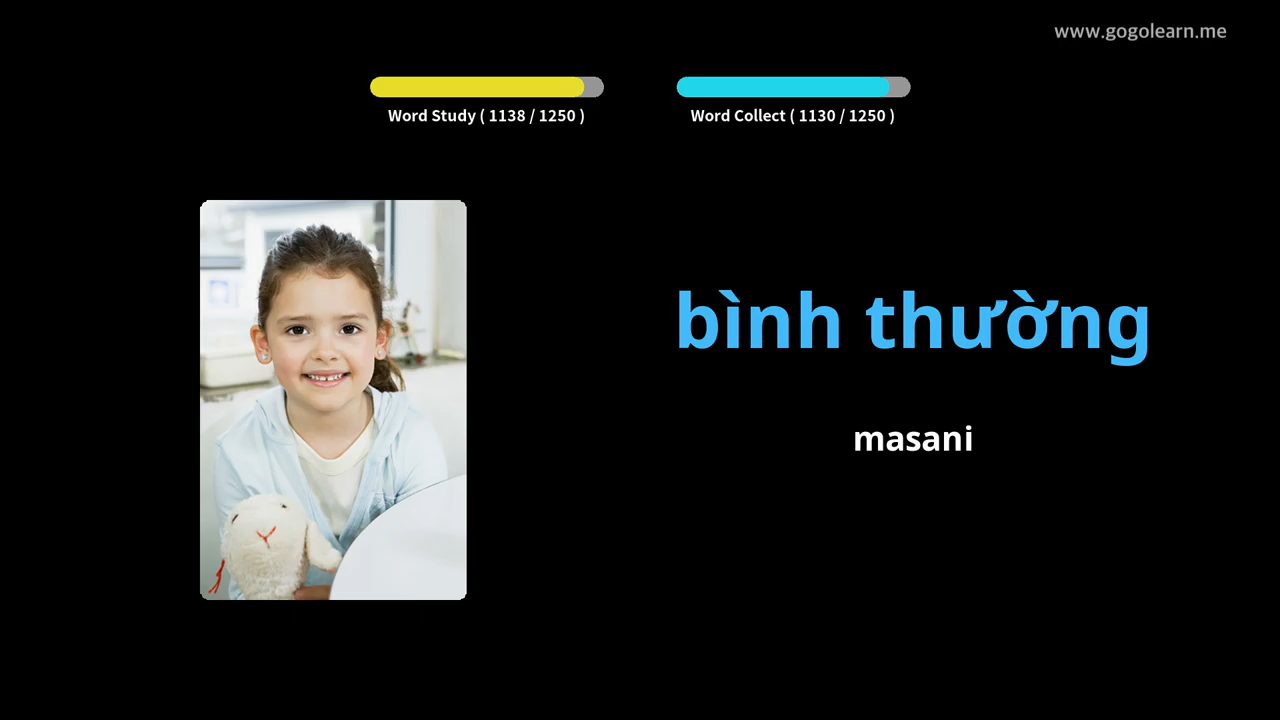 www.gogolearn.me
Word Study ( 1138 / 1250 )
Word Collect ( 1130 / 1250 )
bình thường
masani